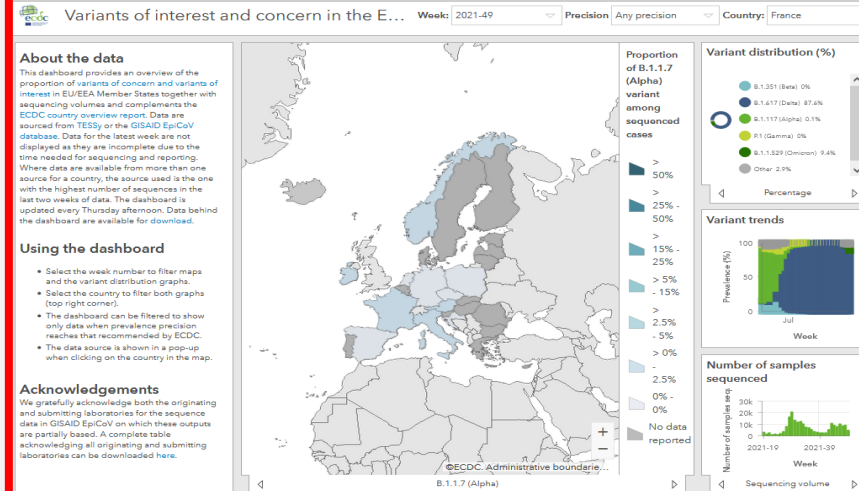 ecdc
Variants of interest and concern in the E...
Week: 2021-49
Precision Any precision
Country: France
About the data
This dashboard provides an overview of the
proportion of variants of concern and variants of
interest in EU/EEA Member States together with
sequencing volumes and complements the
ECDC country overview report. Data are
sourced from TESSy or the GISAID EpiCoV
database. Data for the latest week are not
displayed as they are incomplete due to the
time needed for sequencing and reporting.
Where data are available from more than one
source for a country, the source used is the one
with the highest number of sequences in the
last two weeks of data. The dashboard is
updated every Thursday afternoon. Data behind
the dashboard are available for download.
Using the dashboard
• Select the week number to filter maps
and the variant distribution graphs.
• Select the country to filter both graphs
(top right corner).
• The dashboard can be filtered to show
only data when prevalence precision
reaches that recommended by ECDC.
• The data source is shown in a pop-up
when clicking on the country in the map.
Acknowledgements
We gratefully acknowledge both the originating
and submitting laboratories for the sequence
data in GISAID EpiCoV on which these outputs
are partially based. A complete table
acknowledging all originating and submitting
laboratories can be downloaded here.
+
−
©ECDC. Administrative boundarie...
B.1.1.7 (Alpha)
Proportion
of B.1.1.7
(Alpha)
variant
among
sequenced
cases
>
50%
>
25% -
50%
>
15% -
25%
> 5%
- 15%
>
2.5%
- 5%
> 0%
-
2.5%
0% -
0%
No data
reported
Variant distribution (%)
B.1.351 (Beta) 0%
B.1.617 (Delta) 87.6%
B.1.117 (Alpha) 0.1%
P.1 (Gamma) 0%
B.1.1.529 (Omicron) 9.4%
Other 2.9%
Percentage
Variant trends
Prevalence (%)
100
50
0
Jul
Week
Number of samples
sequenced
Number of samples seq.
30k
20k
10k
0
2021-19
2021-39
Week
Sequencing volume